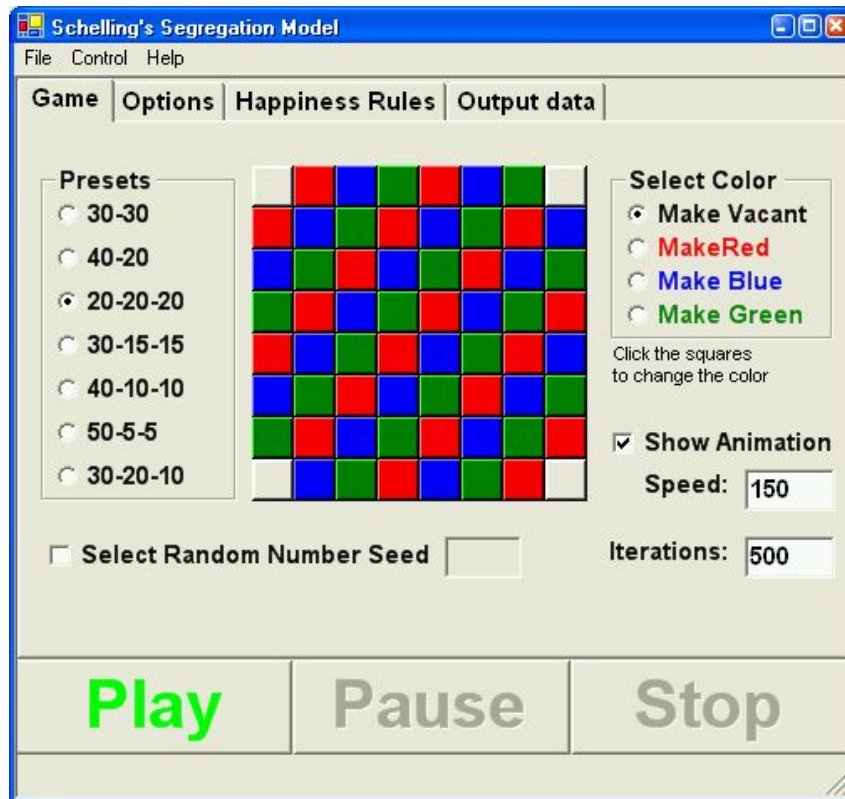 Schelling's Segregation Model
File Control Help
Game Options Happiness Rules Output data
Presets
30-30
40-20
20-20-20
30-15-15
40-10-10
50-5-5
30-20-10
Select Color
Make Vacant
MakeRed
Make Blue
Make Green
Click the squares
to change the color
Show Animation
Speed: 150
Select Random Number Seed
Iterations: 500
Play Pause Stop